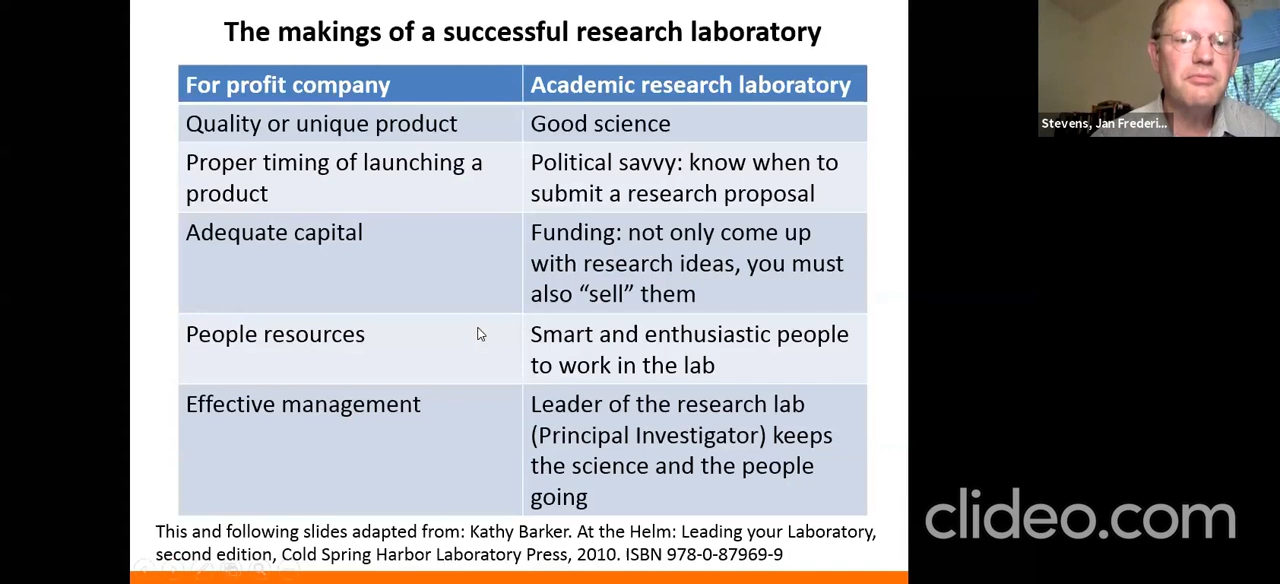 The makings of a successful research laboratory
For profit company
Academic research laboratory
Quality or unique product
Good science
Proper timing of launching a
product
Political savvy: know when to
submit a research proposal
Adequate capital
Funding: not only come up
with research ideas, you must
also “sell” them
People resources
Smart and enthusiastic people
to work in the lab
Effective management
Leader of the research lab
(Principal Investigator) keeps
the science and the people
going
This and following slides adapted from: Kathy Barker. At the Helm: Leading your Laboratory,
second edition, Cold Spring Harbor Laboratory Press, 2010. ISBN 978-0-87969-9
Stevens, Jan Frederi...
clideo.com